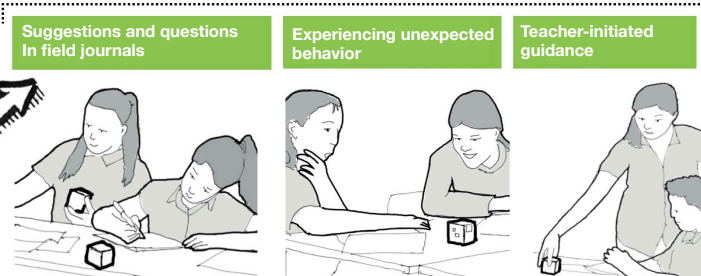 Suggestions and questions
In field journals
Experiencing unexpected
behavior
Teacher-initiated
guidance